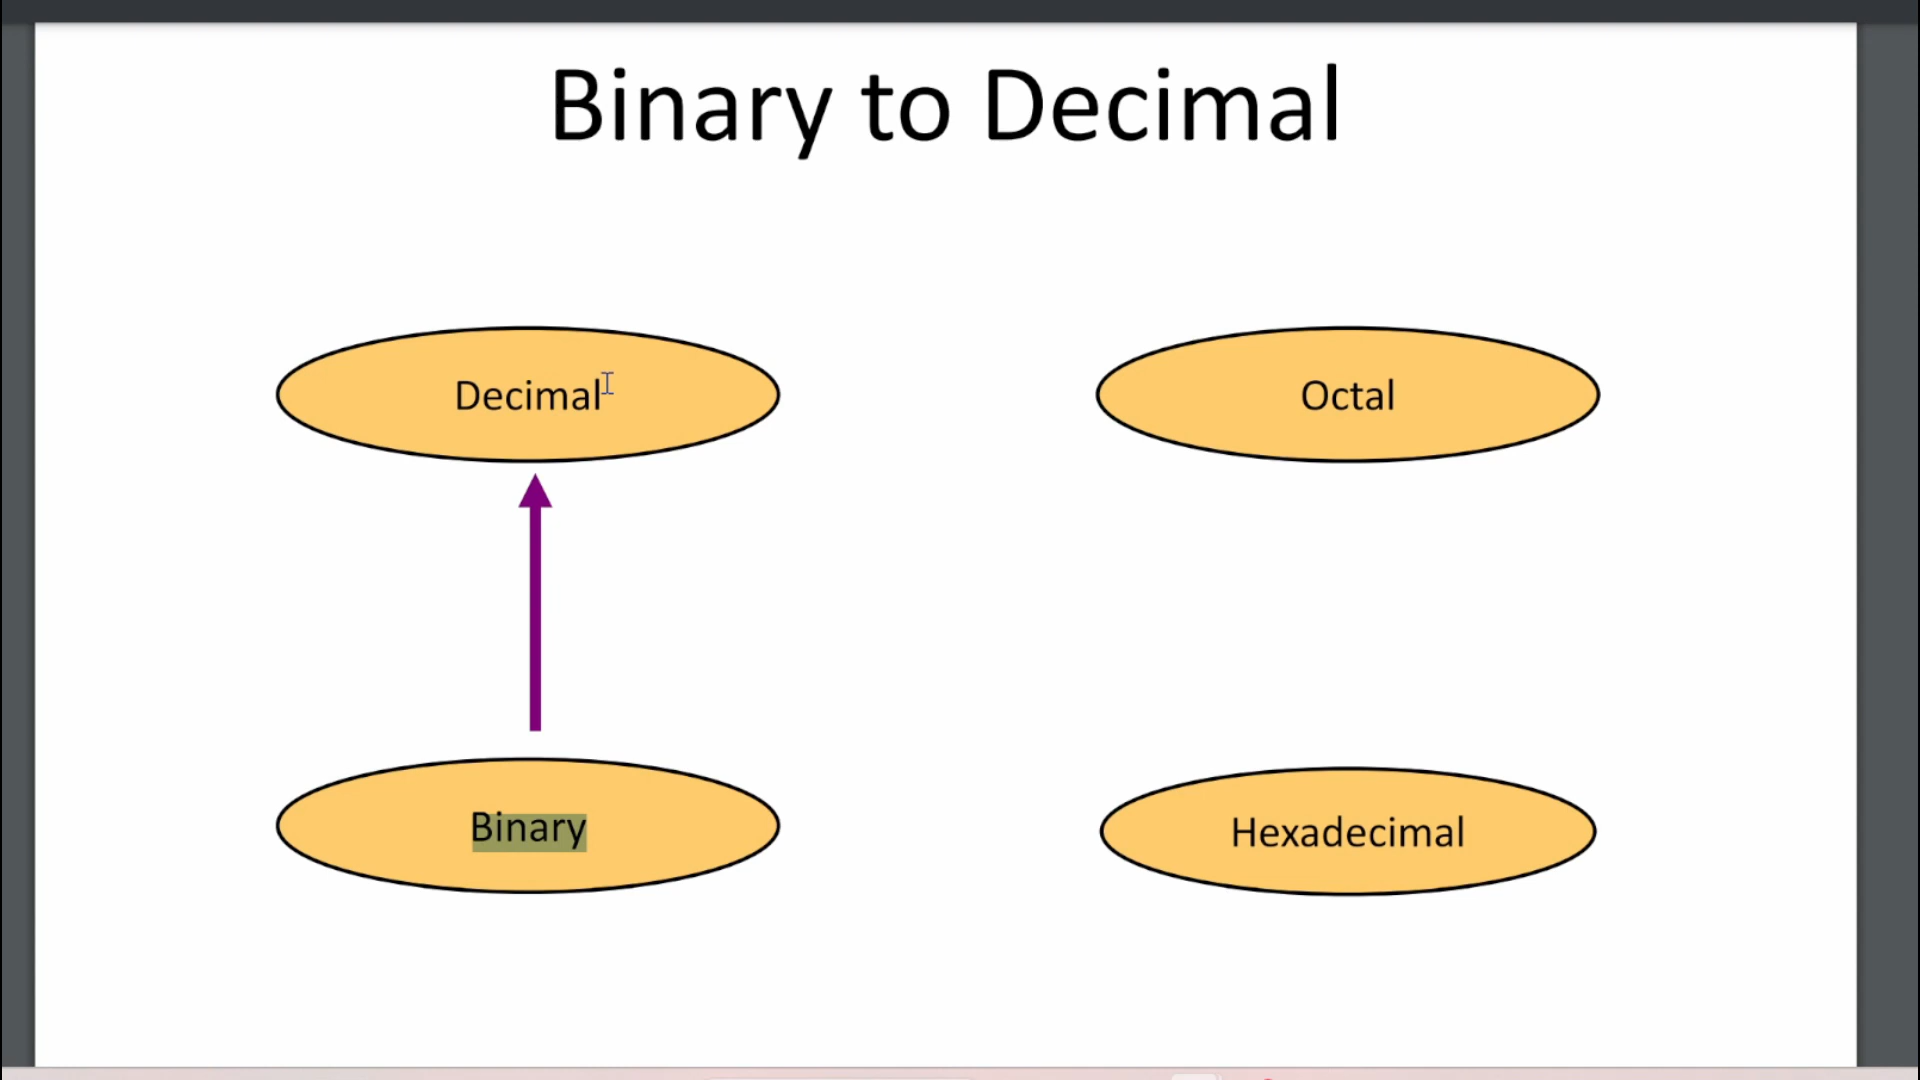 Binary to Decimal
Decimal
Octal
Binary
Hexadecimal